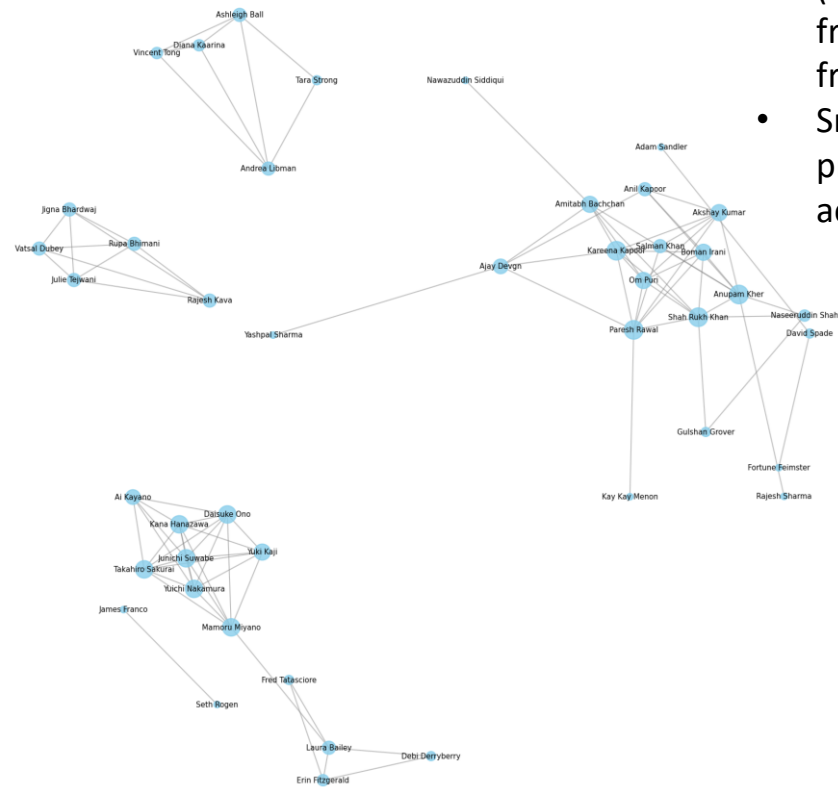 fr
fr
•
Ashleigh Ball
Diana Kaarina
Vincent Tong
Tara Strong
Nawazuddin Siddiqui
Adam Sandler
Andrea Libman
Anil Kapoor
Amitabh Bachchan
Jigna Bhardwaj
Akshay Kumar
Rupa Bhimani
Vatsal Dubey
Salman Khan
Kareena Kapoor
Boman Irani
Ajay Devgn
Julie Tejwani
Om Puri
Anupam Kher
Rajesh Kava
Naseeruddin Shah
Shah Rukh Khan
Paresh Rawal
David Spade
Yashpal Sharma
Gulshan Grover
Fortune Feimster
Kay Kay Menon
Rajesh Sharma
Ai Kayano
Daisuke Ono
Kana Hanazawa
Yuki Kaji
Junichi Suwabe
Takahiro Sakurai
Yuichi Nakamura
James Franco
Mamoru Miyano
Fred Tatasciore
Seth Rogen
Laura Bailey
Debi Derryberry
Erin Fitzgerald